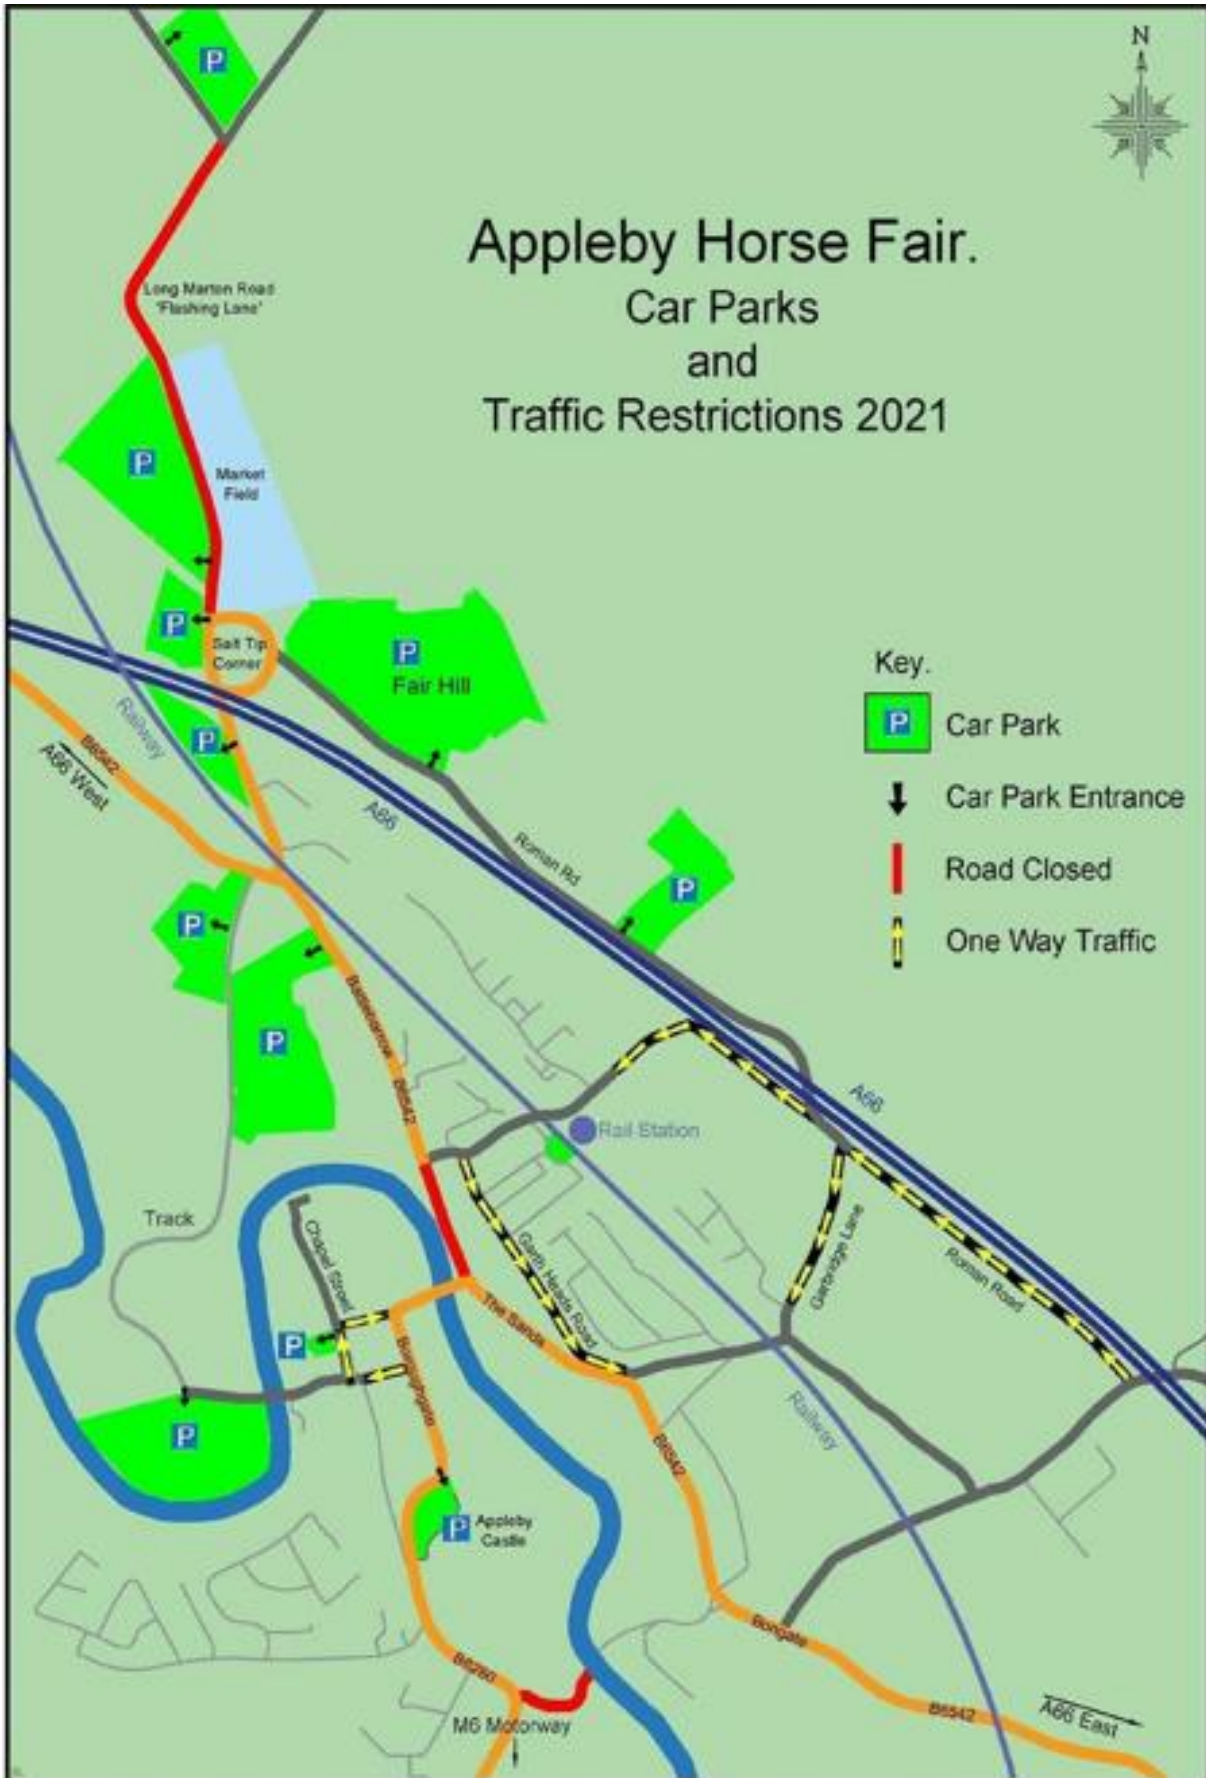 P
N
Appleby Horse Fair.
Car Parks
and
Traffic Restrictions 2021
Long Marton Road
"Flashing Lane"
P
Market
Field
P
Salt Tip
Corner
P
Fair Hill
Key.
P Car Park
Car Park Entrance
Road Closed
One Way Traffic
P
Railway
B6542
A66 West
A66
Roman Rd
P
P
P
Battlebarrow
B6542
A66
Rail Station
Track
Chapel Street
Garth Heads Road
Garbridge Lane
Roman Road
The Sands
P
Boroughgate
P
Railway
B6542
P
Appleby
Castle
Bongate
B6260
M6 Motorway
B6542
A66 East